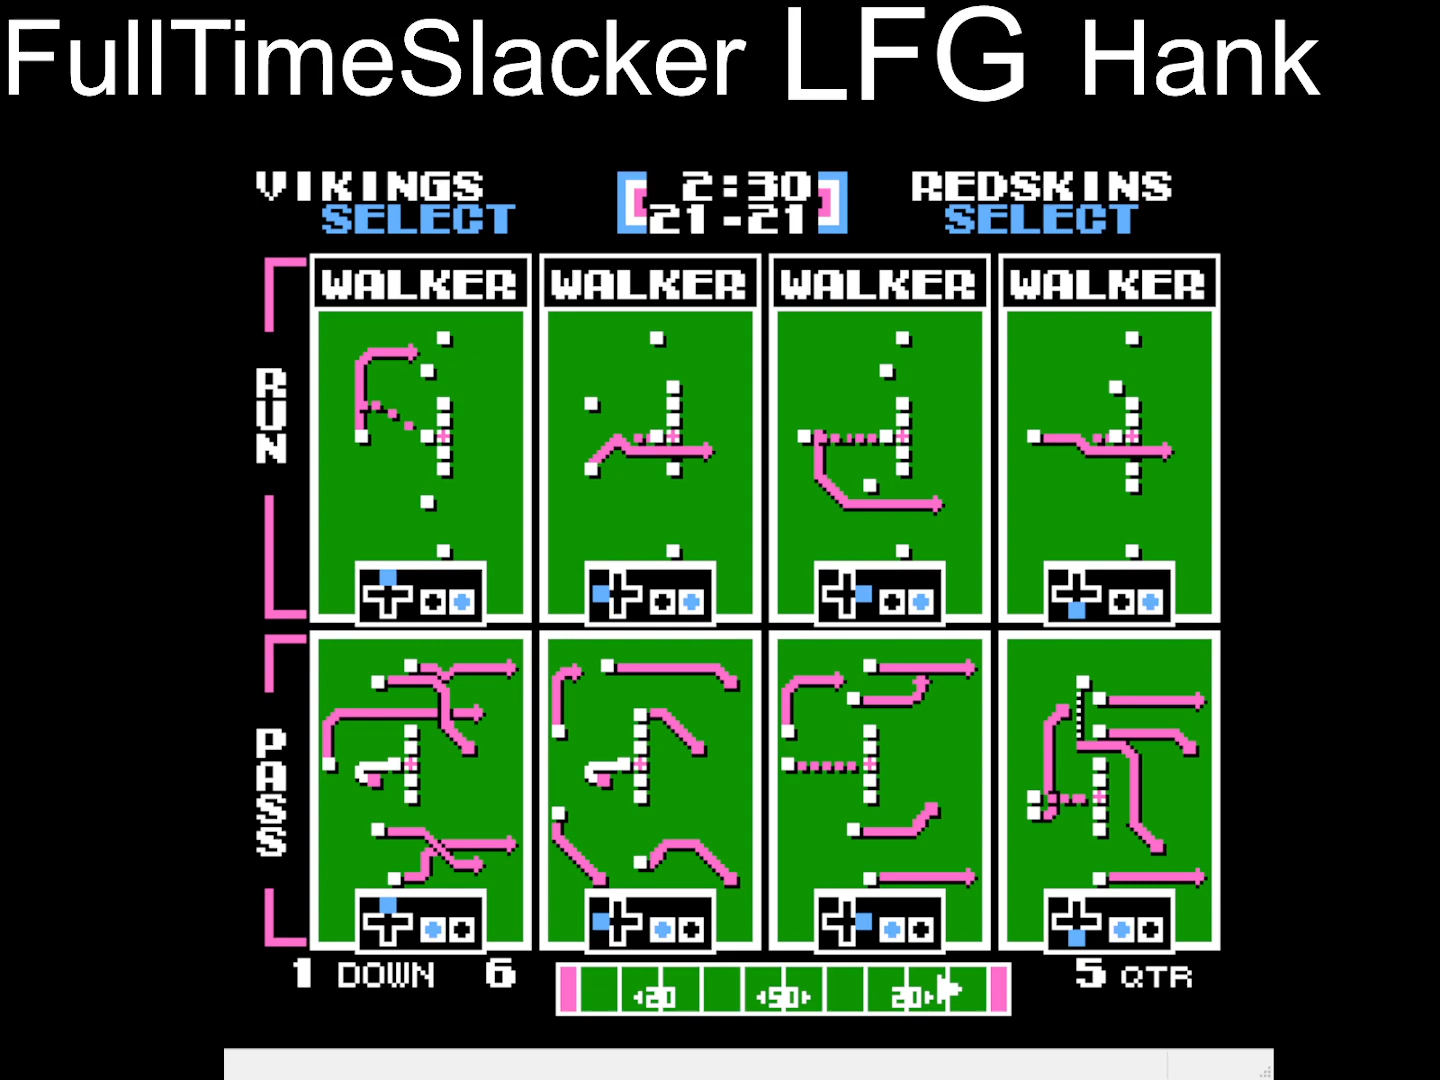 FullTimeSlacker LFG Hank
VIKINGS 2:30 REDSKINS
SELECT 21-21 SELECT
WALKER WALKER WALKER WALKER
RUN
PASS
1 DOWN 6 20 50 20 5 QTR